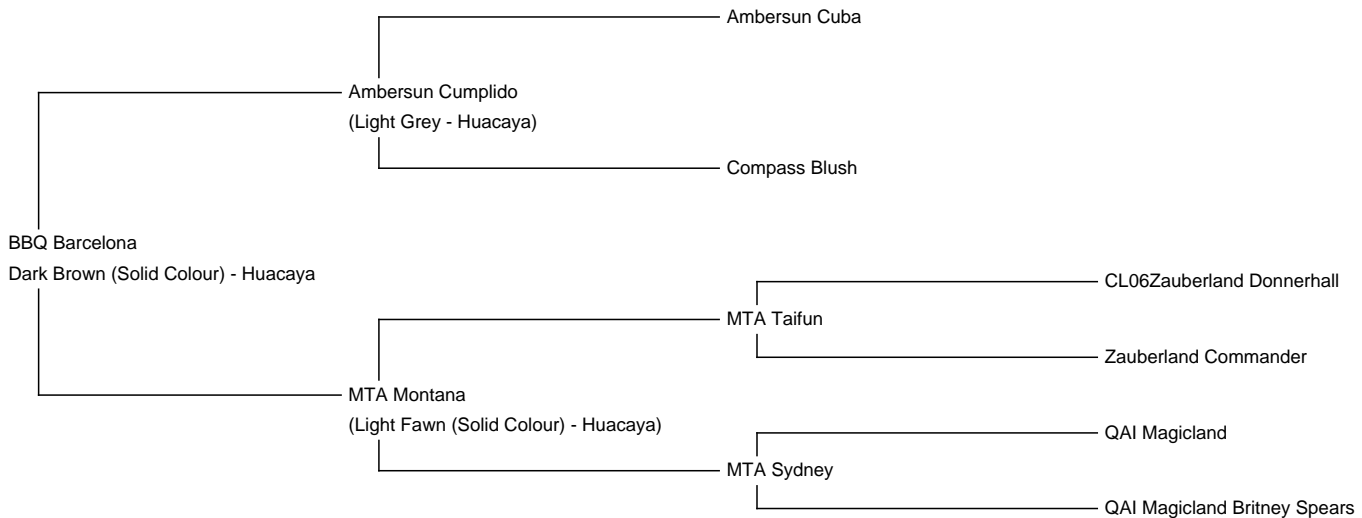 Ambersun Cuba
Ambersun Cumplido
(Light Grey - Huacaya)
Compass Blush
BBQ Barcelona
Dark Brown (Solid Colour) - Huacaya
CL06Zauberland Donnerhall
MTA Taifun
Zauberland Commander
MTA Montana
(Light Fawn (Solid Colour) - Huacaya)
QAI Magicland
MTA Sydney
QAI Magicland Britney Spears